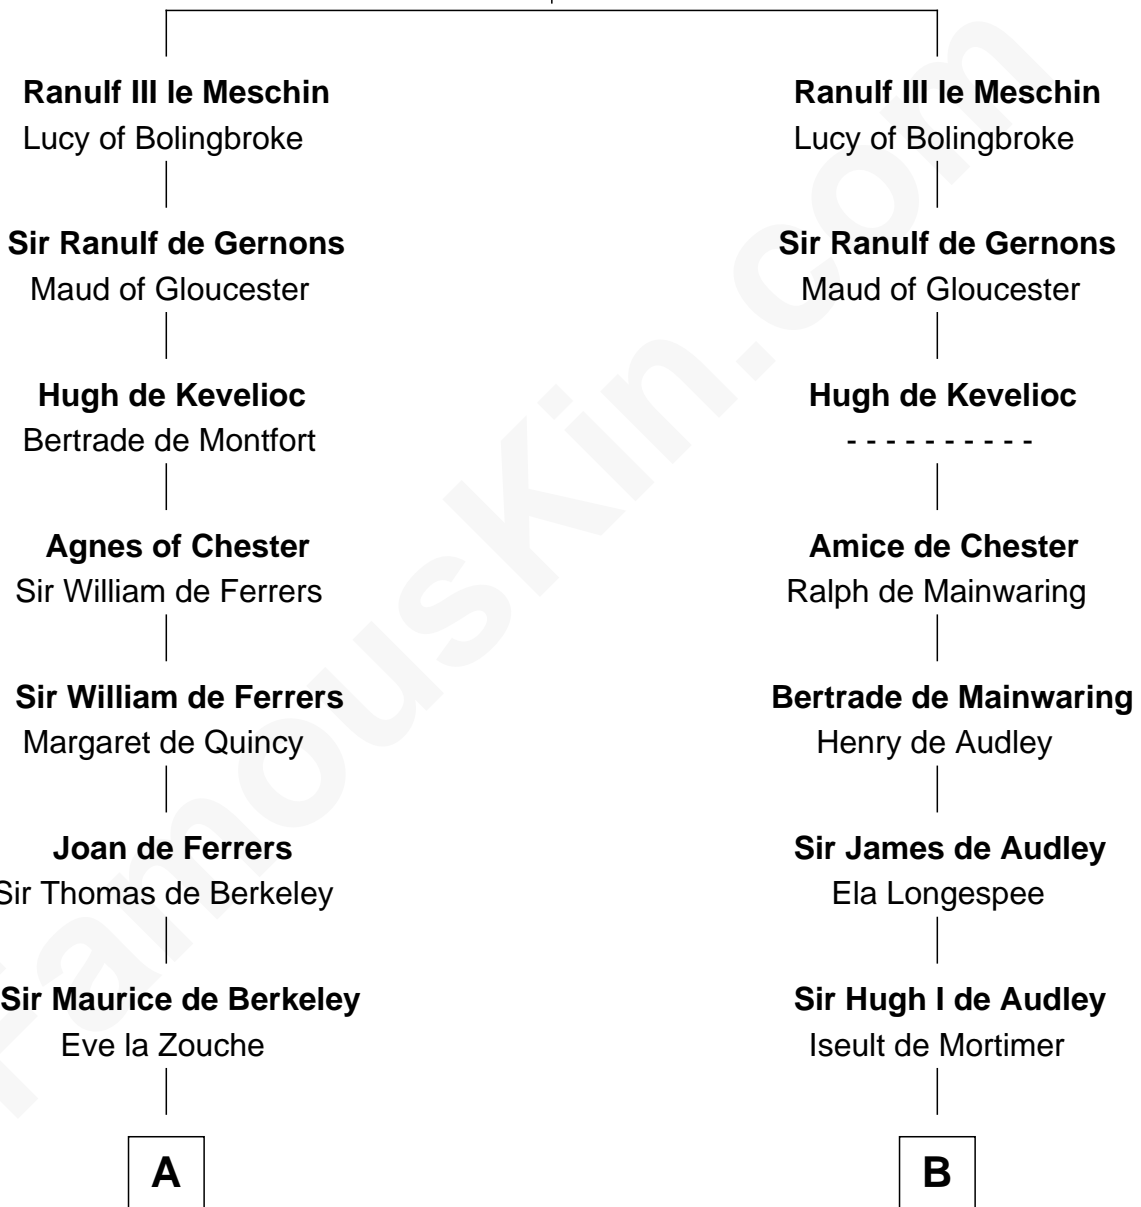 Ranulf III le Meschin
Lucy of Bolingbroke
Sir Ranulf de Gernons
Maud of Gloucester
Hugh de Kevelioc
Bertrade de Montfort
Agnes of Chester
Sir William de Ferrers
Sir William de Ferrers
Margaret de Quincy
Joan de Ferrers
Sir Thomas de Berkeley
Sir Maurice de Berkeley
Eve la Zouche
A
Ranulf III le Meschin
Lucy of Bolingbroke
Sir Ranulf de Gernons
Maud of Gloucester
Hugh de Kevelioc
- - - - - - - - - -
Amice de Chester
Ralph de Mainwaring
Bertrade de Mainwaring
Henry de Audley
Sir James de Audley
Ela Longespee
Sir Hugh I de Audley
Iseult de Mortimer
B
FamousKin.com